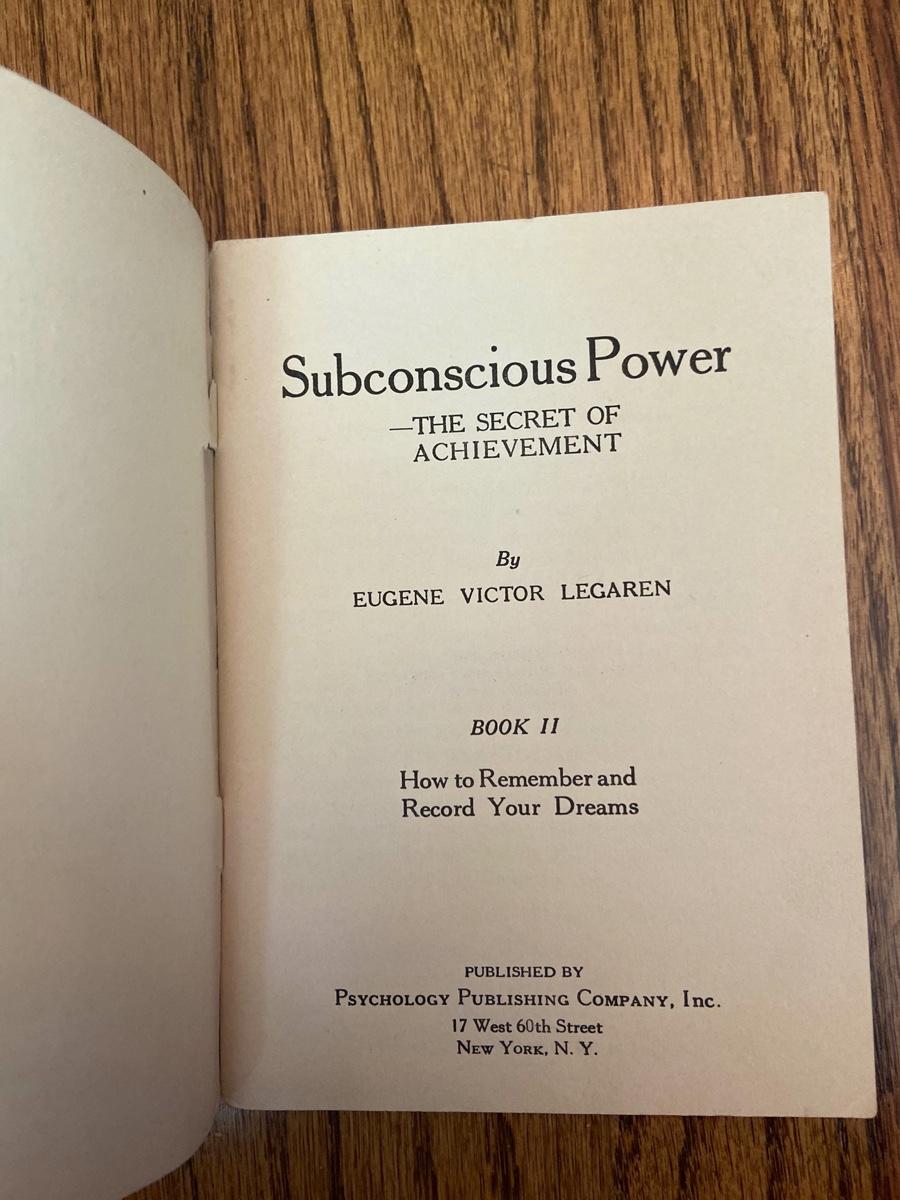 Subconscious Power
—THE SECRET OF
ACHIEVEMENT
By
EUGENE VICTOR LEGAREN
BOOK II
How to Remember and
Record Your Dreams
PUBLISHED BY
PSYCHOLOGY PUBLISHING COMPANY, Inc.
17 West 60th Street
NEW YORK, N. Y.